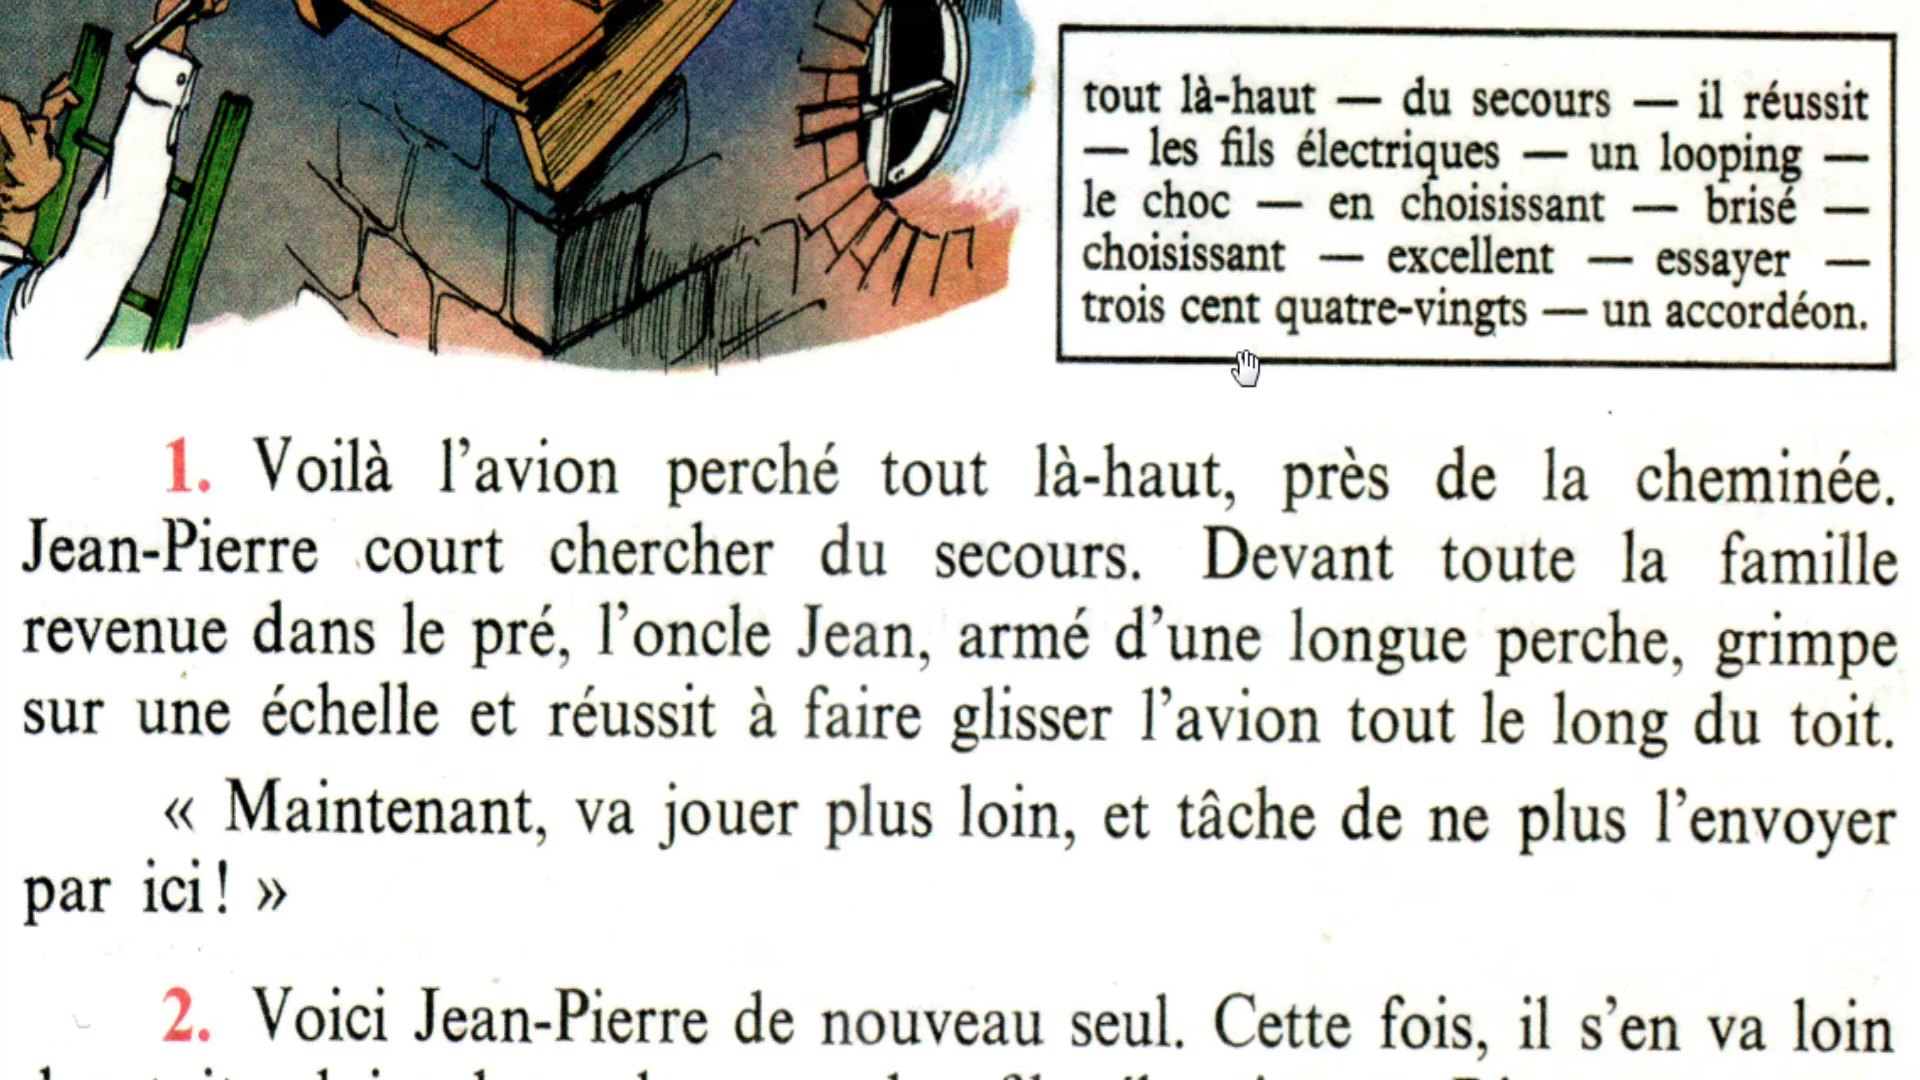 tout là-haut — du secours — il réussit
— les fils électriques — un looping —
le choc — en choisissant — brisé —
choisissant — excellent — essayer —
trois cent quatre-vingts — un accordéon.
1. Voilà l'avion perché tout là-haut, près de la cheminée.
Jean-Pierre court chercher du secours. Devant toute la famille
revenue dans le pré, l'oncle Jean, armé d'une longue perche, grimpe
sur une échelle et réussit à faire glisser l'avion tout le long du toit.
« Maintenant, va jouer plus loin, et tâche de ne plus l'envoyer
par ici ! »
2. Voici Jean-Pierre de nouveau seul. Cette fois, il s'en va loin